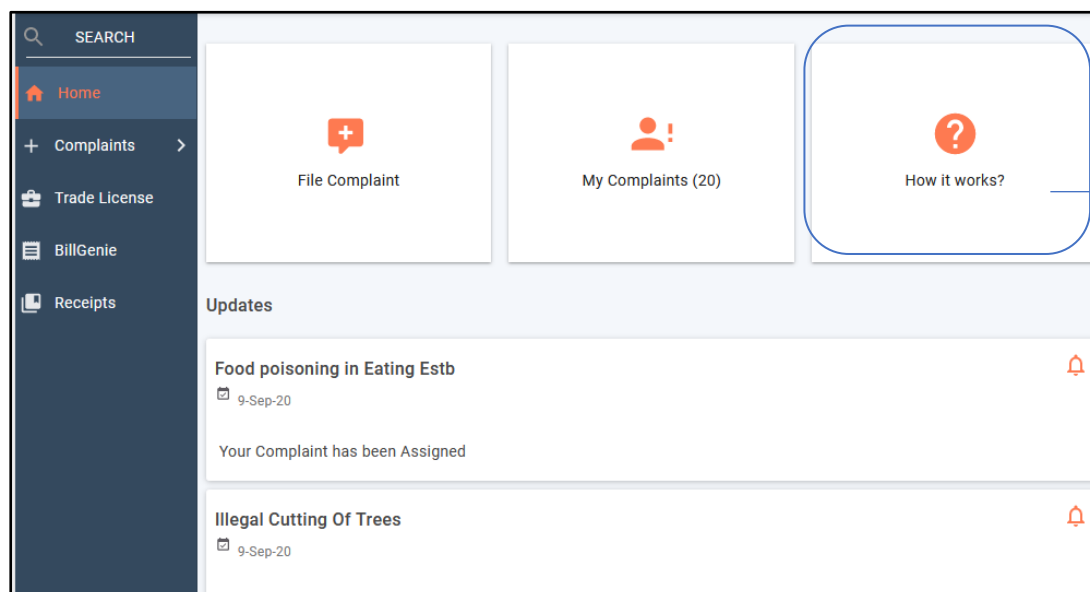 SEARCH
Home
Complaints
Trade License
BillGenie
Receipts
File Complaint
My Complaints (20)
How it works?
Updates
Food poisoning in Eating Estb
9-Sep-20
Your Complaint has been Assigned
Illegal Cutting Of Trees
9-Sep-20